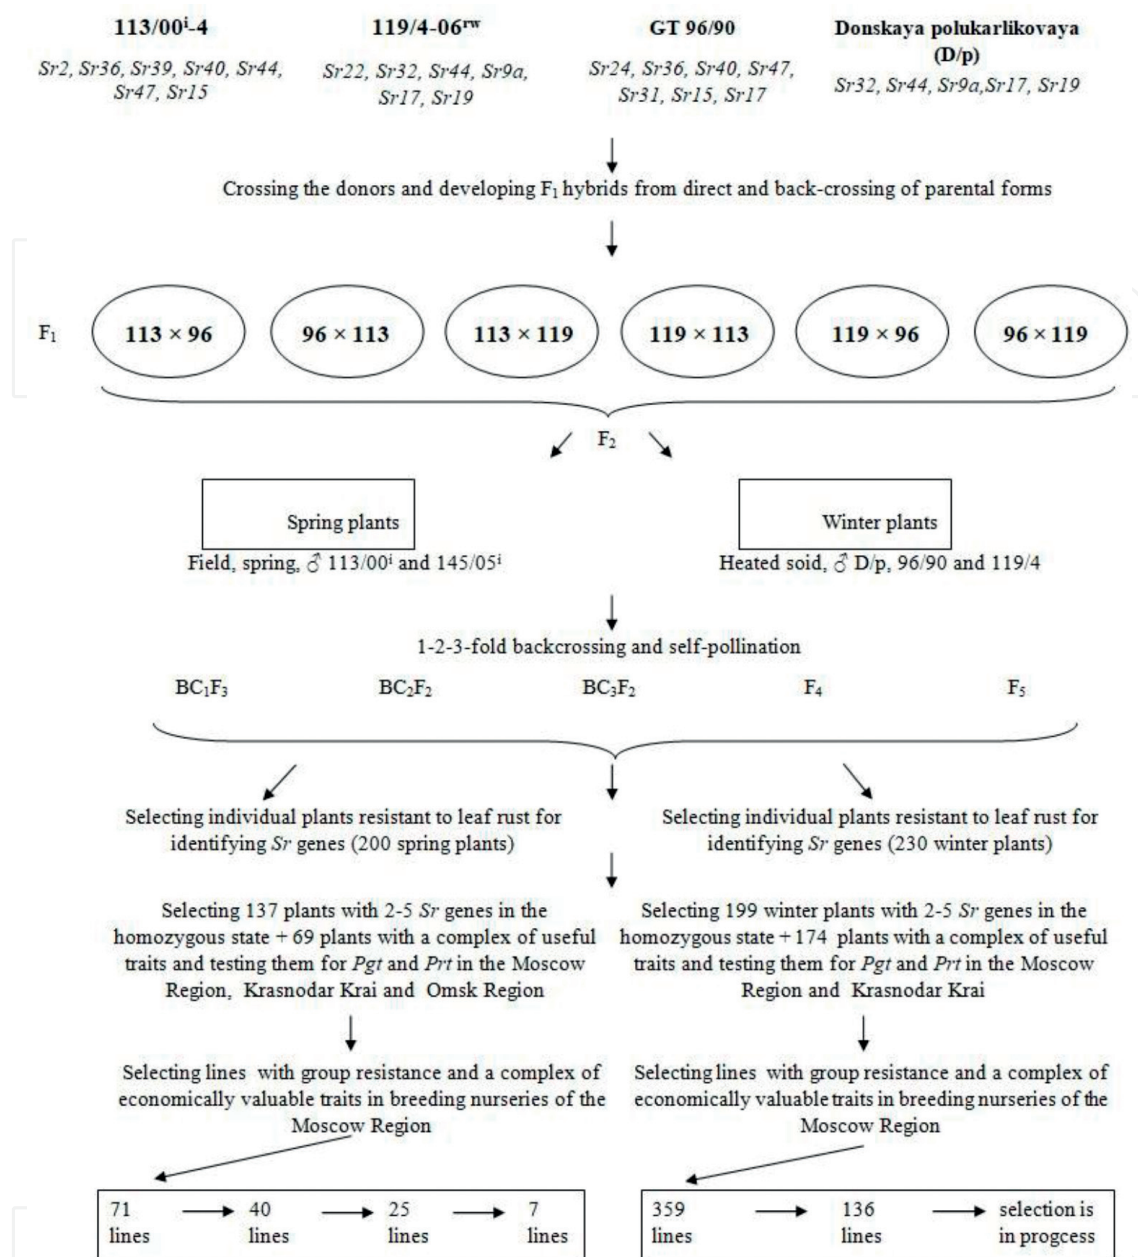 113/00ⁱ-4
Sr2, Sr36, Sr39, Sr40, Sr44,
Sr47, Sr15
119/4-06ʳʷ
Sr22, Sr32, Sr44, Sr9a,
Sr17, Sr19
GT 96/90
Sr24, Sr36, Sr40, Sr47,
Sr31, Sr15, Sr17
Donskaya polukarlikovaya
(D/p)
Sr32, Sr44, Sr9a,Sr17, Sr19
Crossing the donors and developing F₁ hybrids from direct and back-crossing of parental forms
F₁
113 × 96
96 × 113
113 × 119
119 × 113
119 × 96
96 × 119
F₂
Spring plants
Field, spring, ♂ 113/00ⁱ and 145/05ⁱ
Winter plants
Heated soid, ♂ D/p, 96/90 and 119/4
1-2-3-fold backcrossing and self-pollination
BC₁F₃ BC₂F₂ BC₃F₂ F₄ F₅
Selecting individual plants resistant to leaf rust for
identifying Sr genes (200 spring plants)
Selecting individual plants resistant to leaf rust for
identifying Sr genes (230 winter plants)
Selecting 137 plants with 2-5 Sr genes in the
homozygous state + 69 plants with a complex of useful
traits and testing them for Pgt and Prt in the Moscow
Region, Krasnodar Krai and Omsk Region
Selecting 199 winter plants with 2-5 Sr genes in the
homozygous state + 174 plants with a complex of useful
traits and testing them for Pgt and Prt in the Moscow
Region and Krasnodar Krai
Selecting lines with group resistance and a complex of
economically valuable traits in breeding nurseries of the
Moscow Region
Selecting lines with group resistance and a complex of
economically valuable traits in breeding nurseries of the
Moscow Region
71
lines
40
lines
25
lines
7
lines
359
lines
136
lines
selection is
in progcess